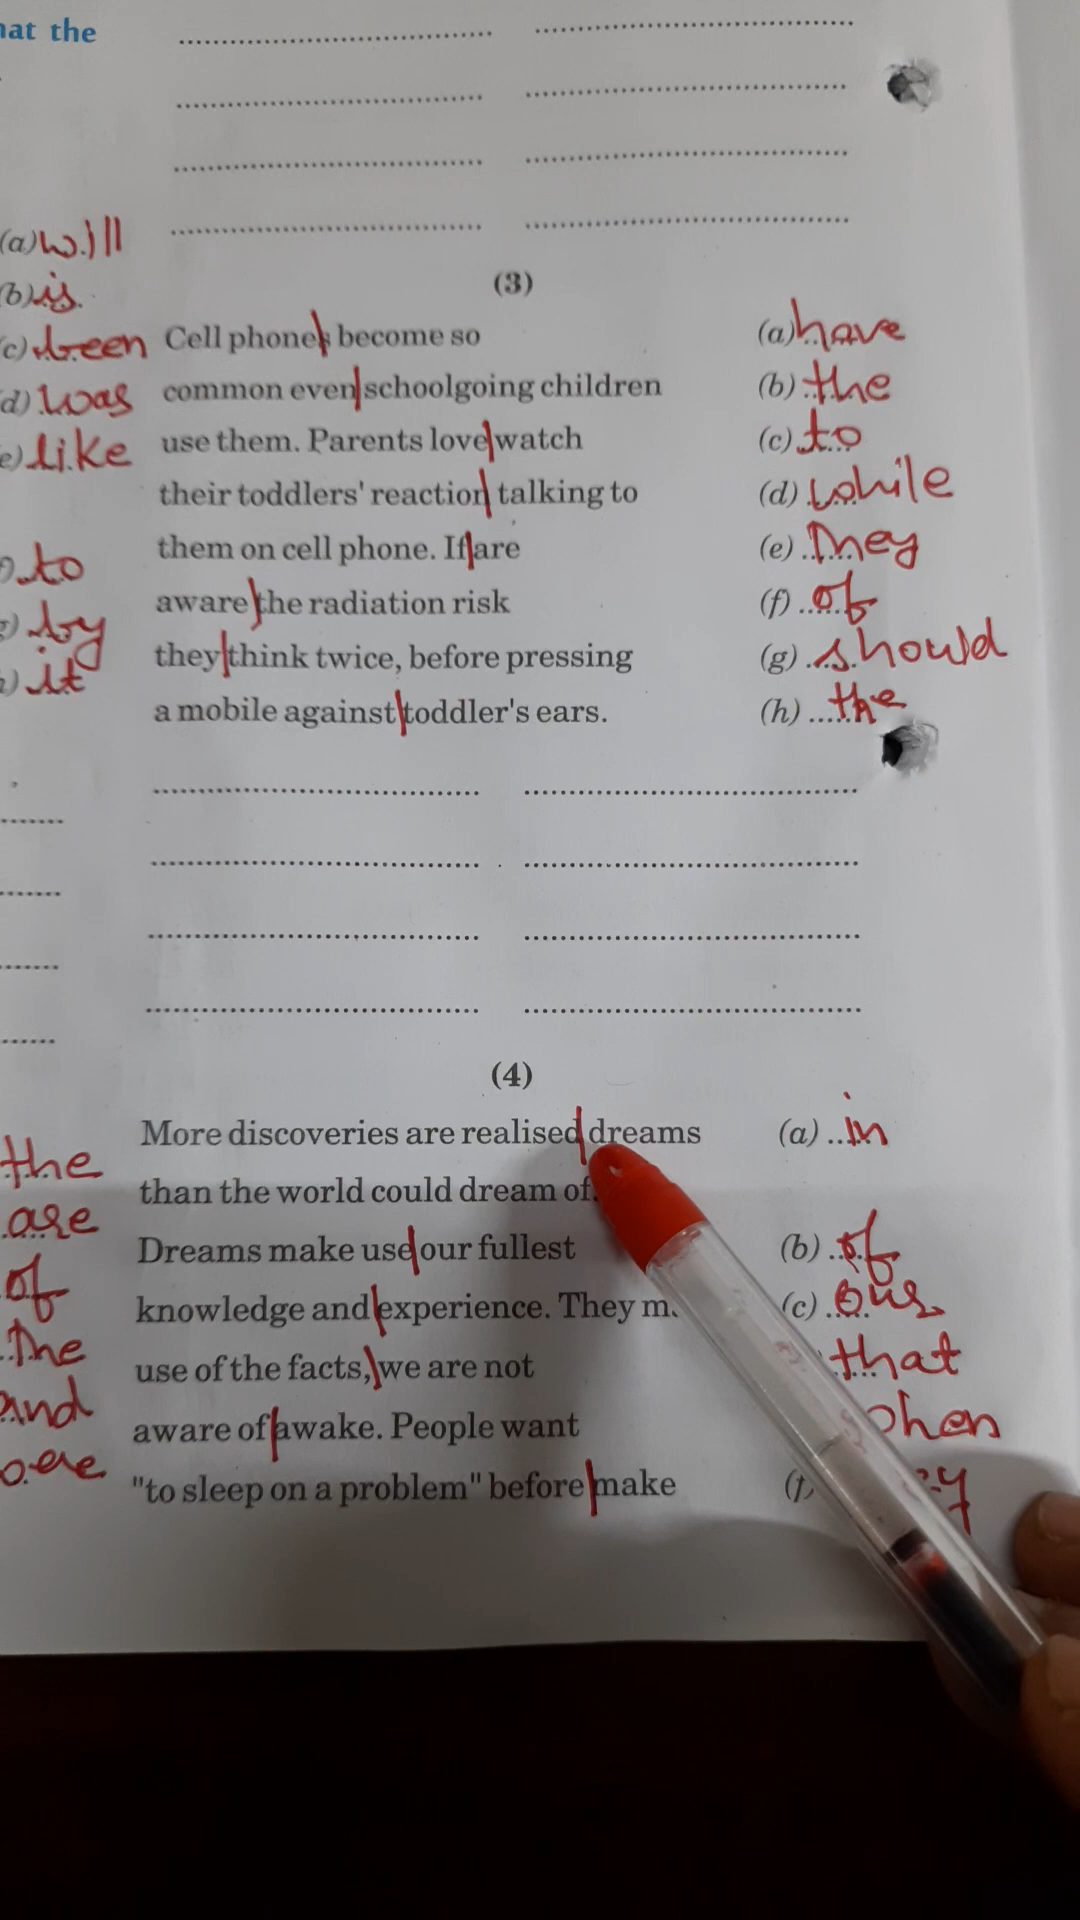 hat the
(a) will
(b) is
(c) been
(d) was
e) like
to
by
it
(3)
Cell phones become so (a) have
common even schoolgoing children (b) the
use them. Parents love watch (c) to
their toddlers' reaction talking to (d) while
them on cell phone. If are (e) they
aware the radiation risk (f) of
they think twice, before pressing (g) should
a mobile against toddler's ears. (h) the
the
are
of
The
and
(4)
More discoveries are realised dreams (a) in
than the world could dream of.
Dreams make use our fullest (b) of
knowledge and experience. They (c) our
use of the facts, we are not that
aware of awake. People want
"to sleep on a problem" before make